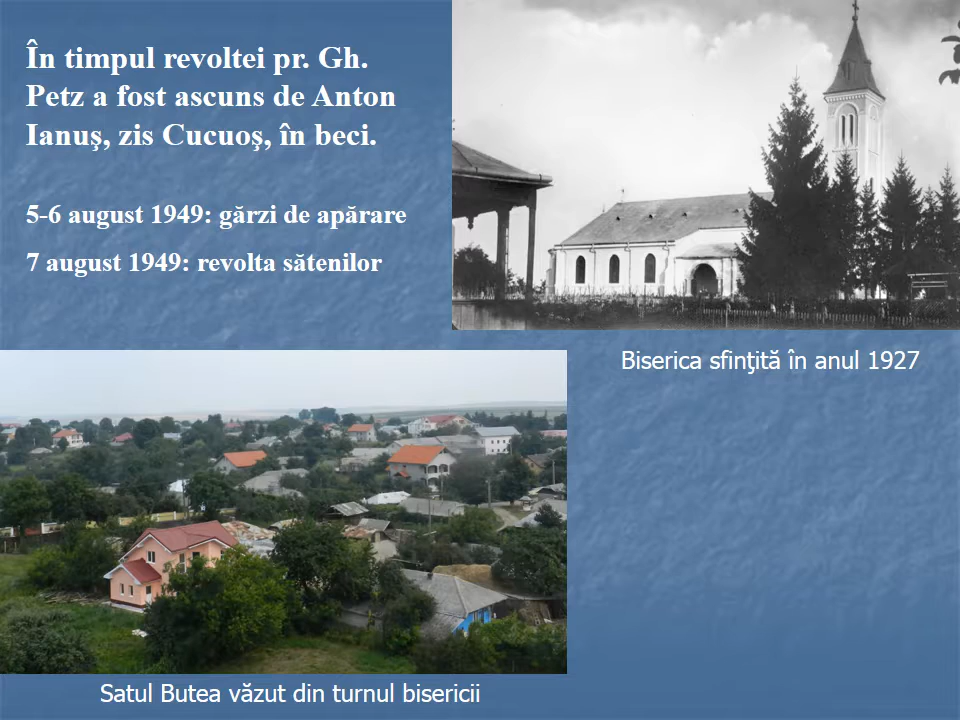 În timpul revoltei pr. Gh.
Petz a fost ascuns de Anton
Ianuş, zis Cucuoş, în beci.
5-6 august 1949: gărzi de apărare
7 august 1949: revolta sătenilor
Biserica sfinţită în anul 1927
Satul Butea văzut din turnul bisericii